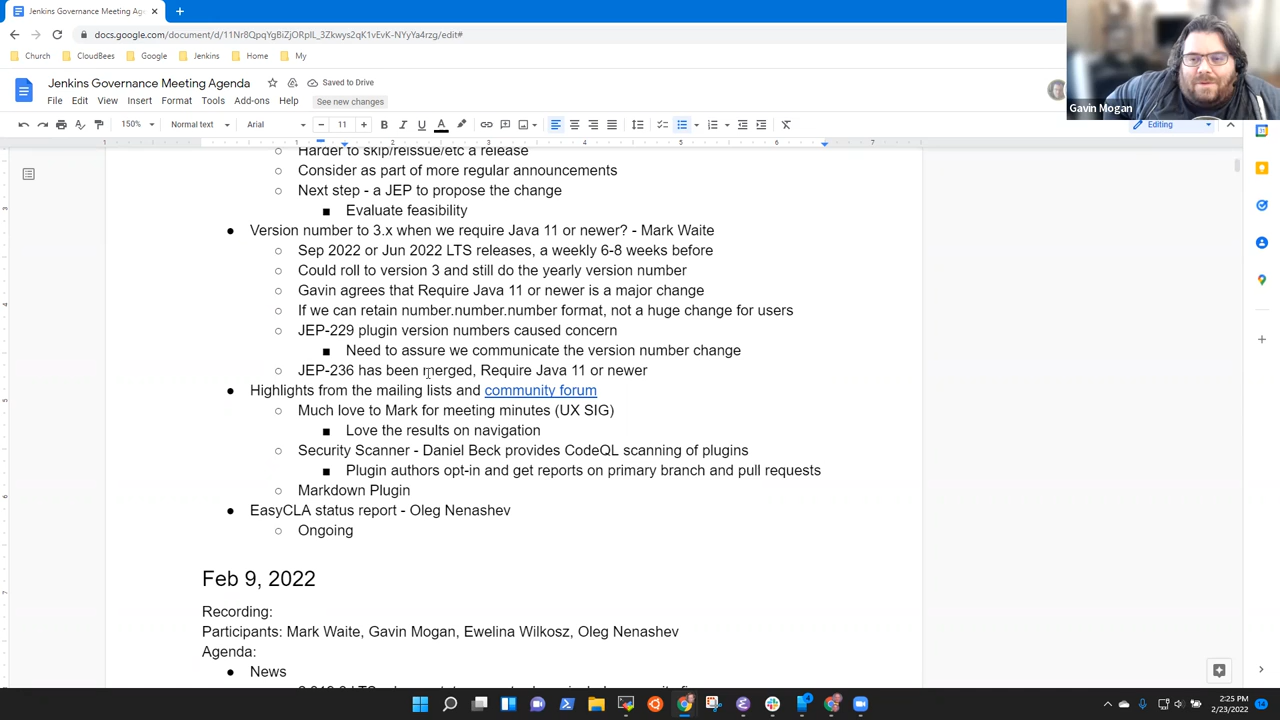 Jenkins Governance Meeting Ag
docs.google.com/document/d/11Nr8QpqYgBiZjORpIL_3Zkwys2qK1vEvK-NYyYa4rzg/edit#
Church
CloudBees
Google
Jenkins
Home
My
Jenkins Governance Meeting Agenda
Saved to Drive
File Edit View Insert Format Tools Add-ons Help See new changes
Gavin Mogan
150% Normal text Arial 11 Editing
1 1 2 3 4 5 6 7
Harder to skip/reissue/etc a release
Consider as part of more regular announcements
Next step - a JEP to propose the change
Evaluate feasibility
Version number to 3.x when we require Java 11 or newer? - Mark Waite
Sep 2022 or Jun 2022 LTS releases, a weekly 6-8 weeks before
Could roll to version 3 and still do the yearly version number
Gavin agrees that Require Java 11 or newer is a major change
If we can retain number.number.number format, not a huge change for users
JEP-229 plugin version numbers caused concern
Need to assure we communicate the version number change
JEP-236 has been merged, Require Java 11 or newer
Highlights from the mailing lists and community forum
Much love to Mark for meeting minutes (UX SIG)
Love the results on navigation
Security Scanner - Daniel Beck provides CodeQL scanning of plugins
Plugin authors opt-in and get reports on primary branch and pull requests
Markdown Plugin
EasyCLA status report - Oleg Nenashev
Ongoing
Feb 9, 2022
Recording:
Participants: Mark Waite, Gavin Mogan, Ewelina Wilkosz, Oleg Nenashev
Agenda:
News
2:25 PM
2/23/2022